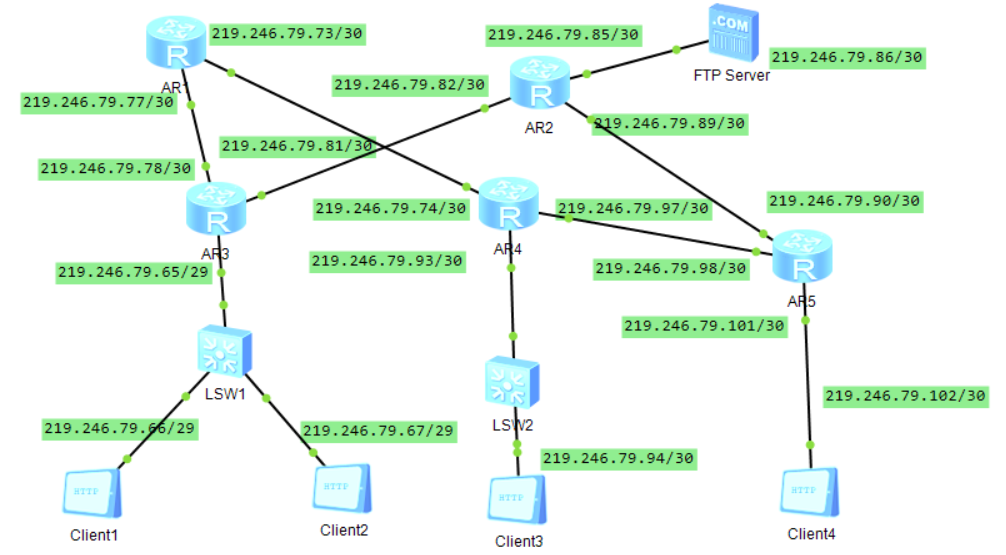 219.246.79.73/30
R
AR1
219.246.79.85/30
.COM
FTP Server
219.246.79.86/30
219.246.79.82/30
R
AR2
219.246.79.77/30
219.246.79.89/30
219.246.79.81/30
219.246.79.78/30
R
AR3
219.246.79.74/30
R
AR4
219.246.79.97/30
219.246.79.90/30
R
AR5
219.246.79.65/29
219.246.79.93/30
219.246.79.98/30
219.246.79.101/30
LSW1
LSW2
219.246.79.102/30
219.246.79.66/29
219.246.79.67/29
219.246.79.94/30
HTTP
Client1
HTTP
Client2
HTTP
Client3
HTTP
Client4